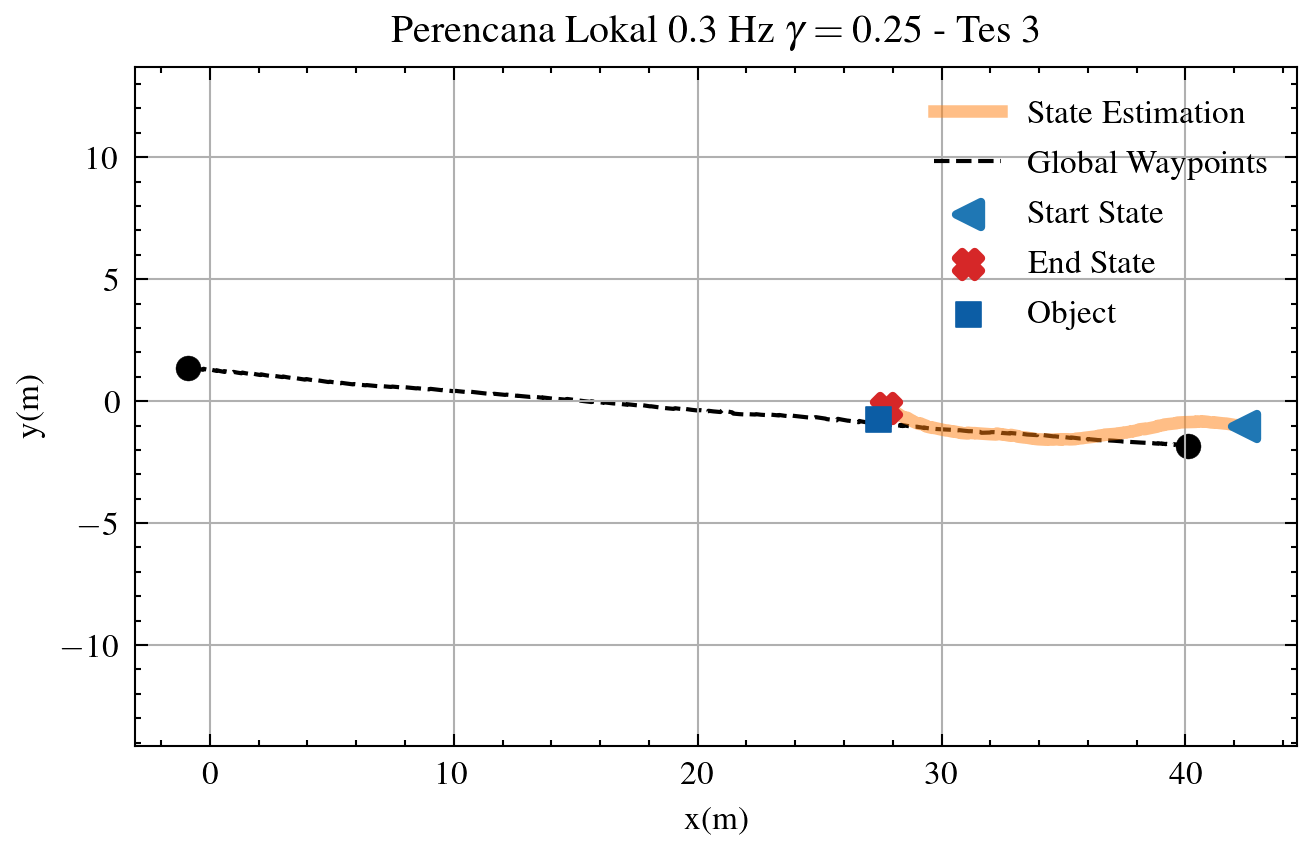 Perencana Lokal 0.3 Hz γ = 0.25 - Tes 3
State Estimation
Global Waypoints
Start State
End State
Object
10
5
0
−5
−10
y(m)
0 10 20 30 40
x(m)